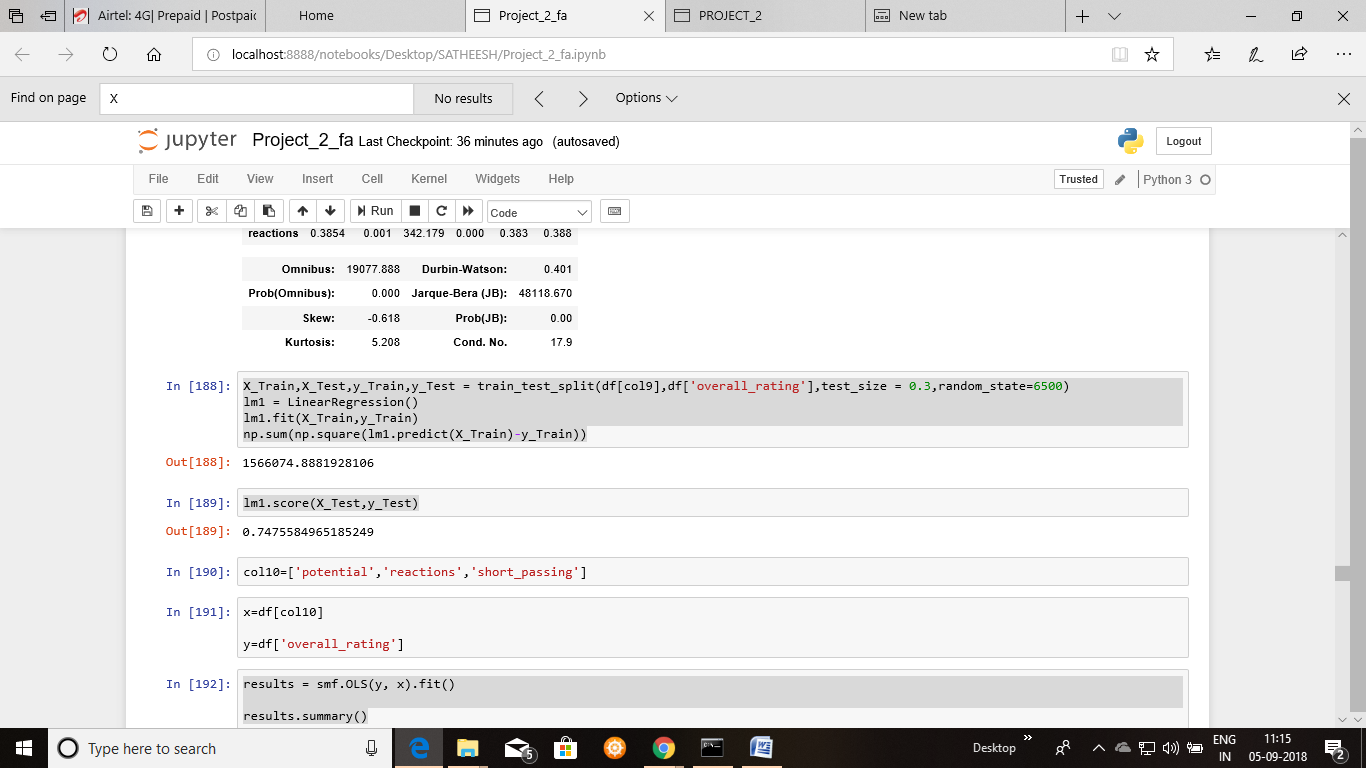 Airtel: 4G| Prepaid | Postpaid
Home
Project_2_fa
PROJECT_2
New tab
localhost:8888/notebooks/Desktop/SATHEESH/Project_2_fa.ipynb
Find on page
X
No results
Options
jupyter
Project_2_fa Last Checkpoint: 36 minutes ago (autosaved)
Logout
File Edit View Insert Cell Kernel Widgets Help
Trusted
Python 3
Run
Code
reactions 0.3854 0.001 342.179 0.000 0.383 0.388
Omnibus: 19077.888 Durbin-Watson: 0.401
Prob(Omnibus): 0.000 Jarque-Bera (JB): 48118.670
Skew: -0.618 Prob(JB): 0.00
Kurtosis: 5.208 Cond. No. 17.9
In [188]: X_Train,X_Test,y_Train,y_Test = train_test_split(df[col9],df['overall_rating'],test_size = 0.3,random_state=6500)
lm1 = LinearRegression()
lm1.fit(X_Train,y_Train)
np.sum(np.square(lm1.predict(X_Train)-y_Train))
Out[188]: 1566074.8881928106
In [189]: lm1.score(X_Test,y_Test)
Out[189]: 0.7475584965185249
In [190]: col10=['potential','reactions','short_passing']
In [191]: x=df[col10]
y=df['overall_rating']
In [192]: results = smf.OLS(y, x).fit()
results.summary()
Type here to search
5
Desktop
ENG
IN
11:15
05-09-2018
2